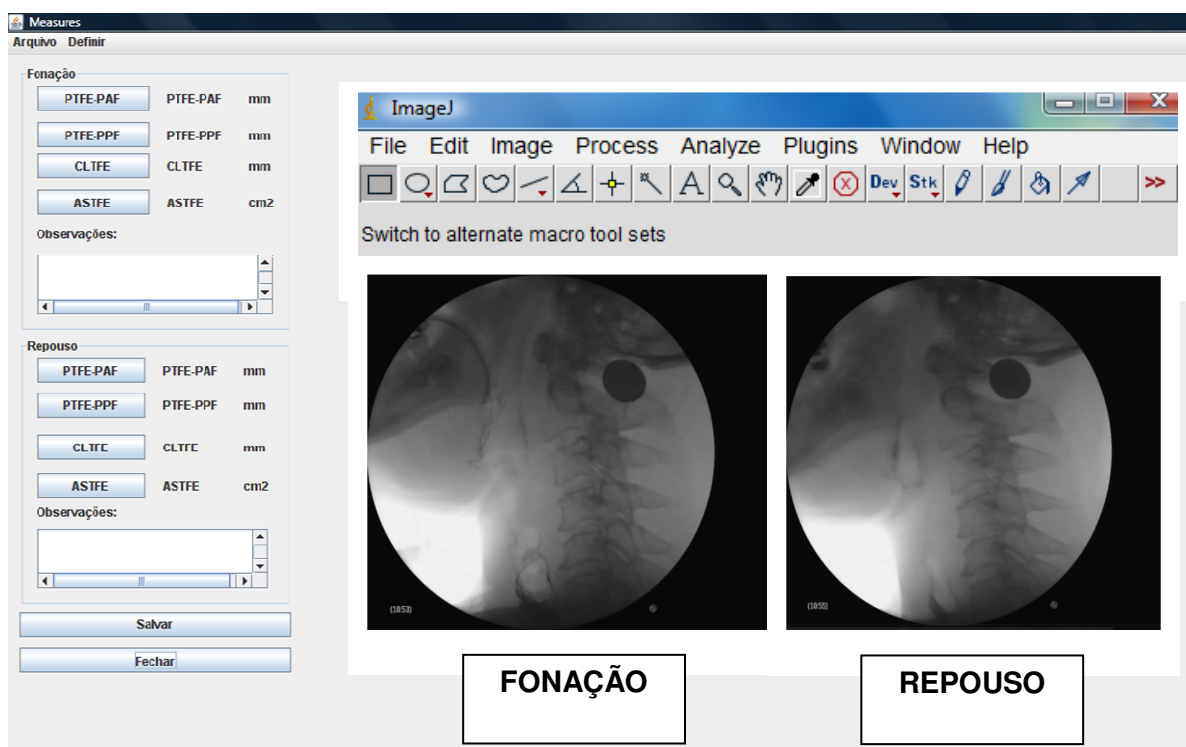 Measures
Arquivo Definir
Fonação
PTFE-PAF PTFE-PAF mm
PTFE-PPF PTFE-PPF mm
CLTFE CLTFE mm
ASTFE ASTFE cm2
Observações:
Repouso
PTFE-PAF PTFE-PAF mm
PTFE-PPF PTFE-PPF mm
CLTFE CLTFE mm
ASTFE ASTFE cm2
Observações:
Salvar
Fechar
ImageJ
File Edit Image Process Analyze Plugins Window Help
A Dev Stk >>
Switch to alternate macro tool sets
(10:53)
(10:55)
FONAÇÃO
REPOUSO